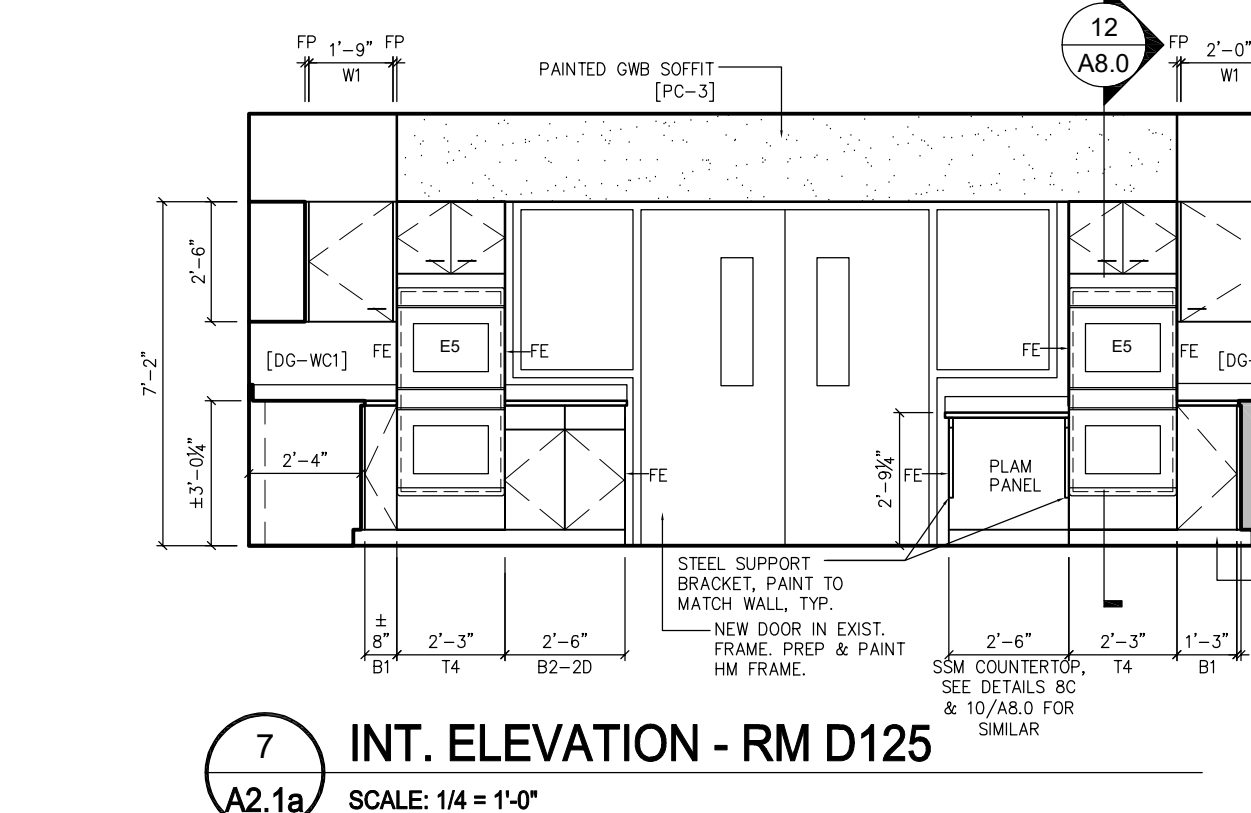 12
A8.0
FP 1'-9" FP
W1
FP 2'-0"
W1
PAINTED GWB SOFFIT
[PC-3]
2'-6"
7'-2"
[DG-WC1]
FE
E5
FE
FE
E5
FE
[DG-
±3'-0¼"
2'-4"
FE
2'-9¼"
FE
PLAM
PANEL
STEEL SUPPORT
BRACKET, PAINT TO
MATCH WALL, TYP.
NEW DOOR IN EXIST.
FRAME. PREP & PAINT
HM FRAME.
±
8"
B1
2'-3"
T4
2'-6"
B2-2D
2'-6"
2'-3"
T4
1'-3"
B1
SSM COUNTERTOP,
SEE DETAILS 8C
& 10/A8.0 FOR
SIMILAR
7
A2.1a
INT. ELEVATION - RM D125
SCALE: 1/4 = 1'-0"